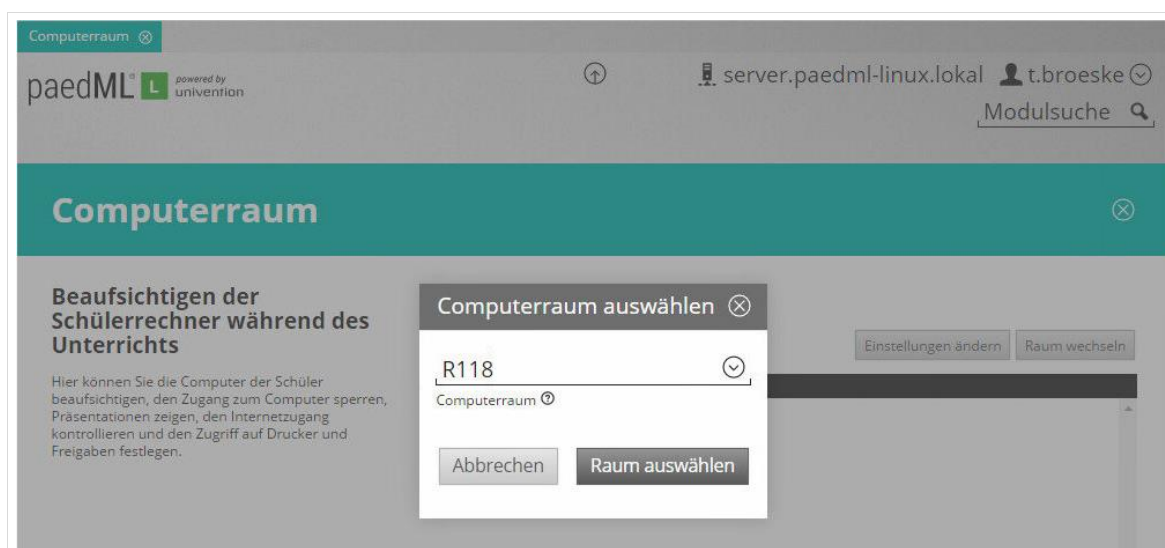 Computerraum
paedML® L powered by univention
server.paedml-linux.lokal t.broeske
Modulsuche
Computerraum
Beaufsichtigen der
Schülerrechner während des
Unterrichts
Hier können Sie die Computer der Schüler
beaufsichtigen, den Zugang zum Computer sperren,
Präsentationen zeigen, den Internetzugang
kontrollieren und den Zugriff auf Drucker und
Freigaben festlegen.
Computerraum auswählen
R118
Computerraum
Abbrechen Raum auswählen
Einstellungen ändern Raum wechseln